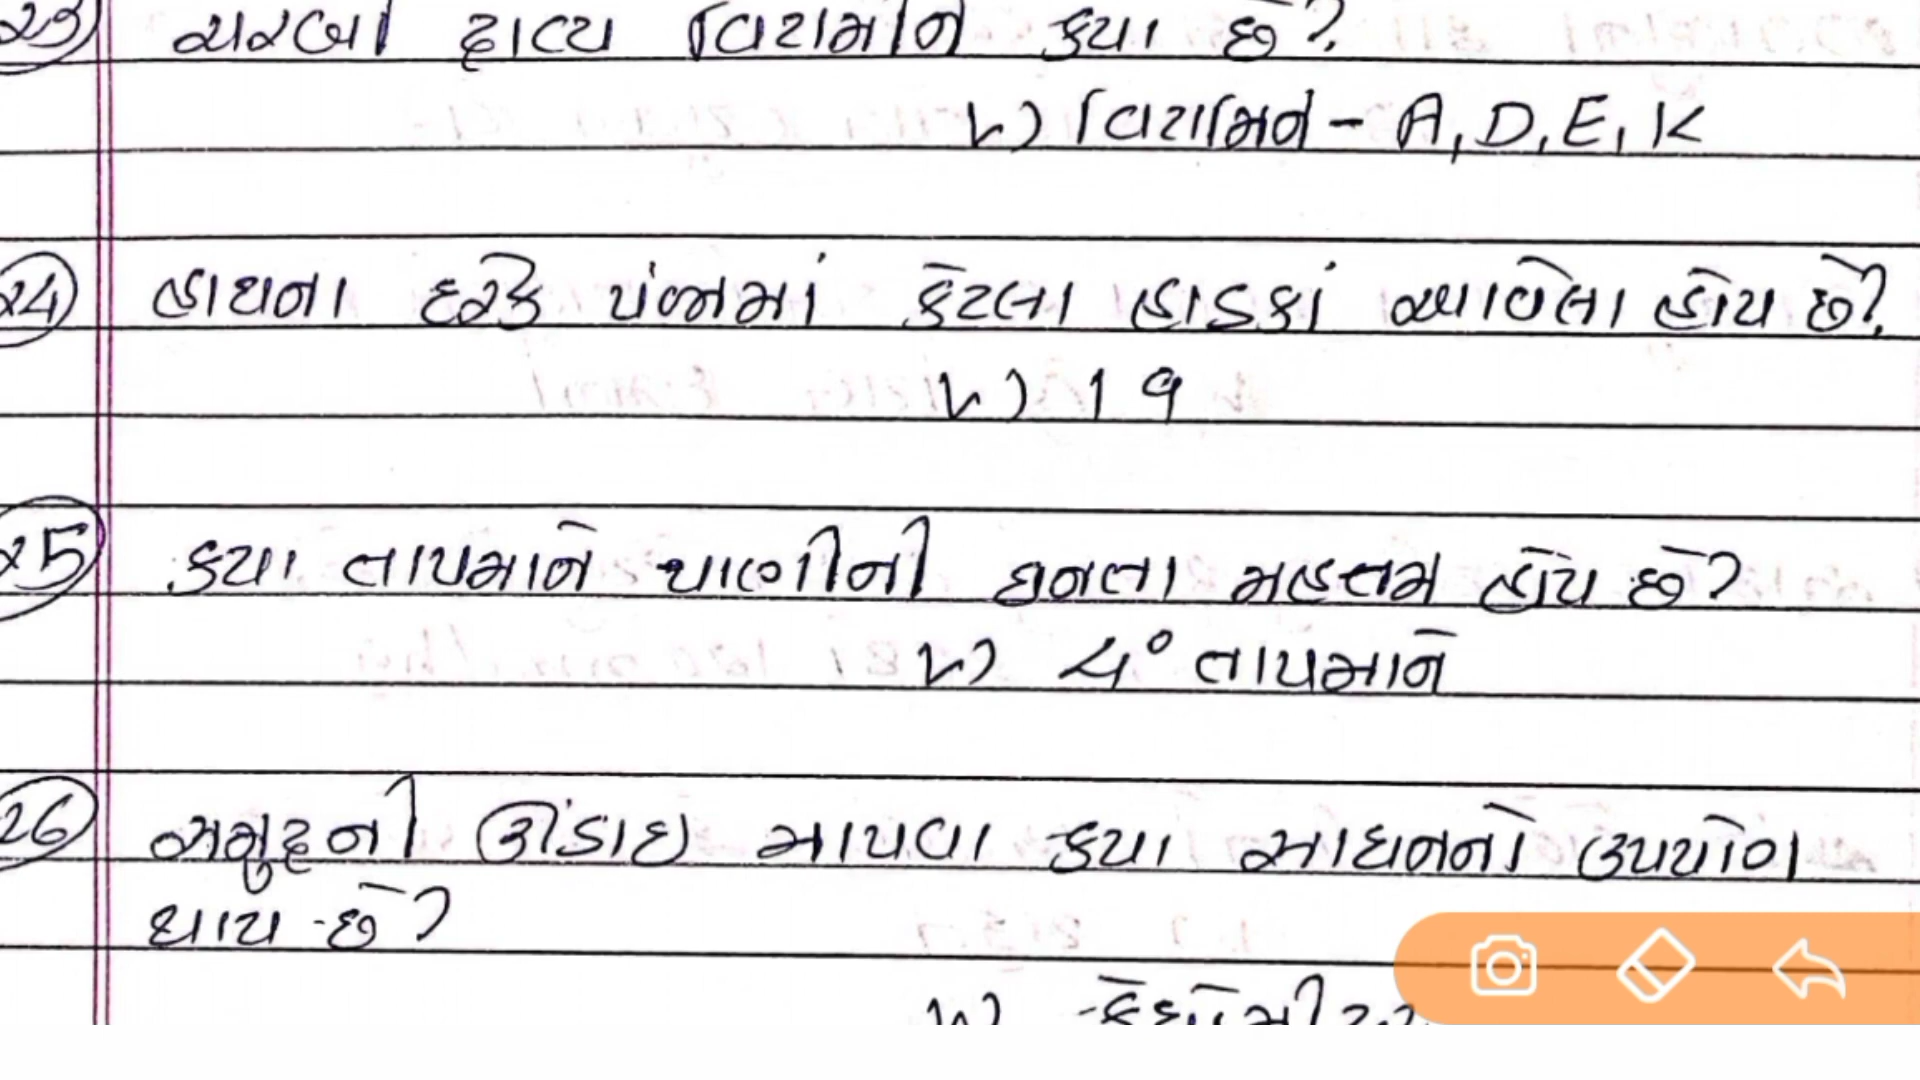 23) ચરબી દ્રાવ્ય વિટામીન કયા છે?
→ વિટામિન - A, D, E, K
24) હાથના દરેક પંજામાં કેટલા હાડકાં આવેલા હોય છે?
→ 19
25) કયા તાપમાને પાણીની ઘનતા મહત્તમ હોય છે?
→ ૪° તાપમાને
26) સમુદ્રની ઊંડાઇ માપવા કયા સાધનનો ઉપયોગ
થાય છે?